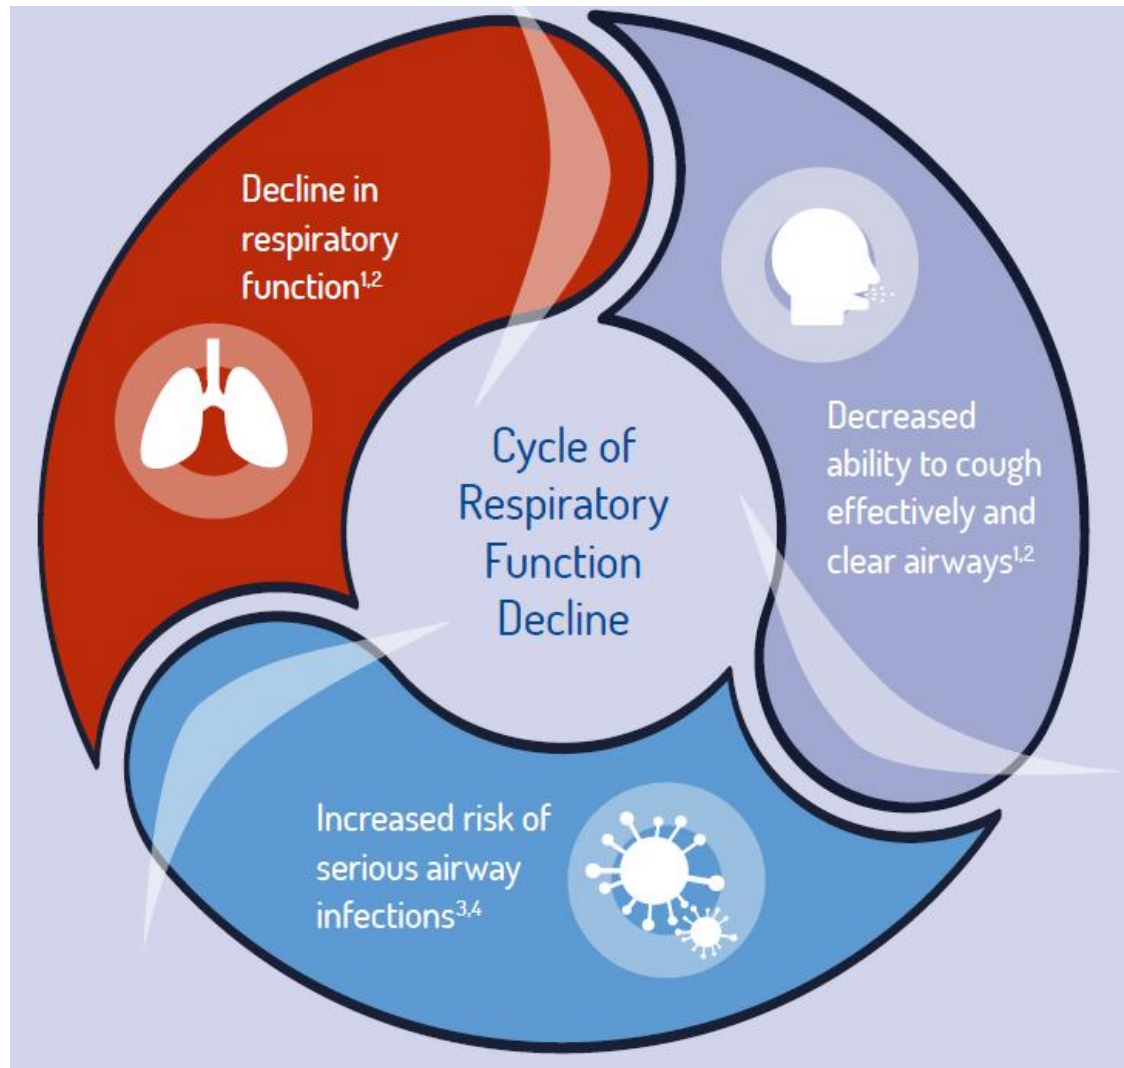 Decline in
respiratory
function1,2
Decreased
ability to cough
effectively and
clear airways1,2
Cycle of
Respiratory
Function
Decline
Increased risk of
serious airway
infections3,4